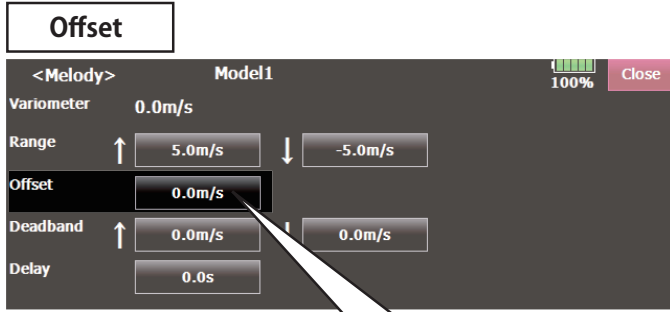 Offset
<Melody> Model1 100% Close
Variometer 0.0m/s
Range ↑ 5.0m/s ↓ -5.0m/s
Offset 0.0m/s
Deadband ↑ 0.0m/s ↓ 0.0m/s
Delay 0.0s